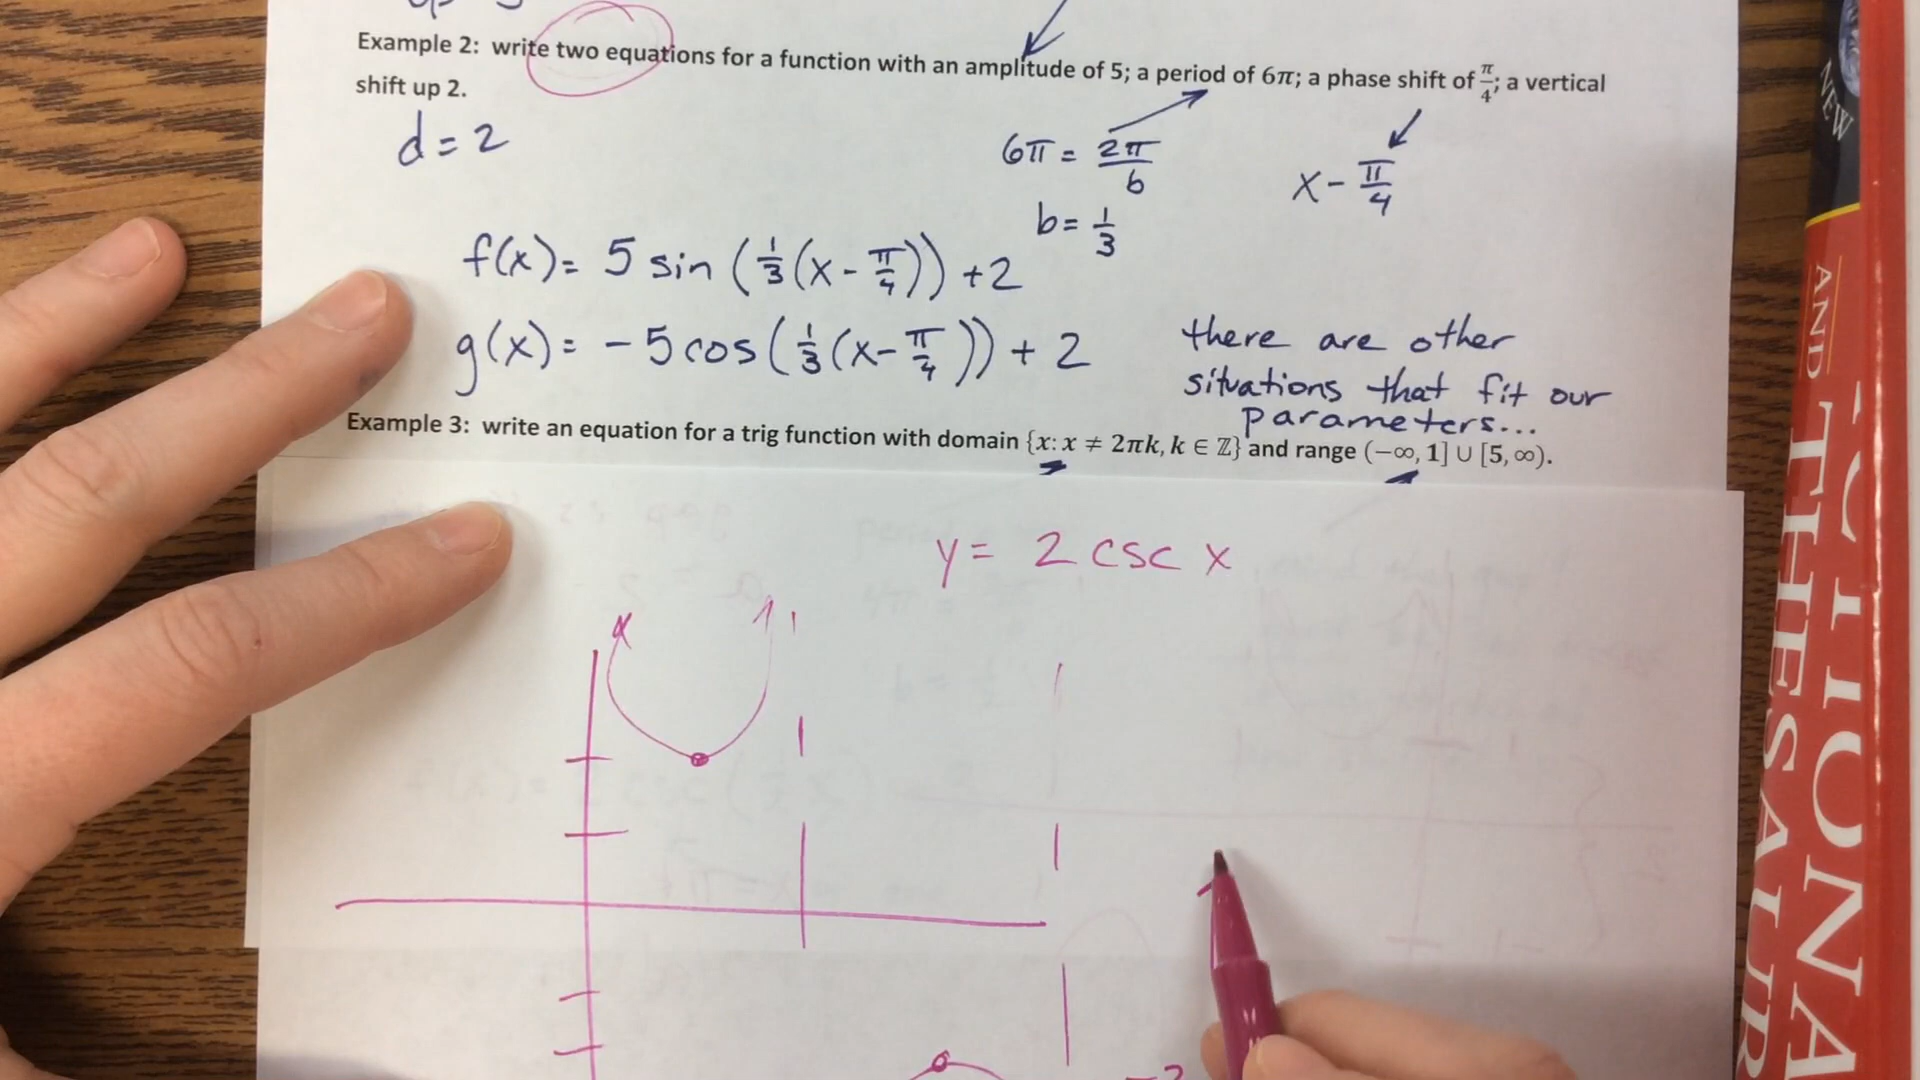 Example 2: write two equations for a function with an amplitude of 5; a period of 6π; a phase shift of π/4; a vertical
shift up 2.
d = 2
6π = 2π/b
x - π/4
b = 1/3
f(x) = 5 sin (1/3(x - π/4)) + 2
g(x) = -5 cos (1/3(x - π/4)) + 2
there are other
situations that fit our
parameters...
Example 3: write an equation for a trig function with domain {x: x ≠ 2πk, k ∈ ℤ} and range (−∞, 1] ∪ [5, ∞).
y = 2 csc x
NEW
AND
THESAUR